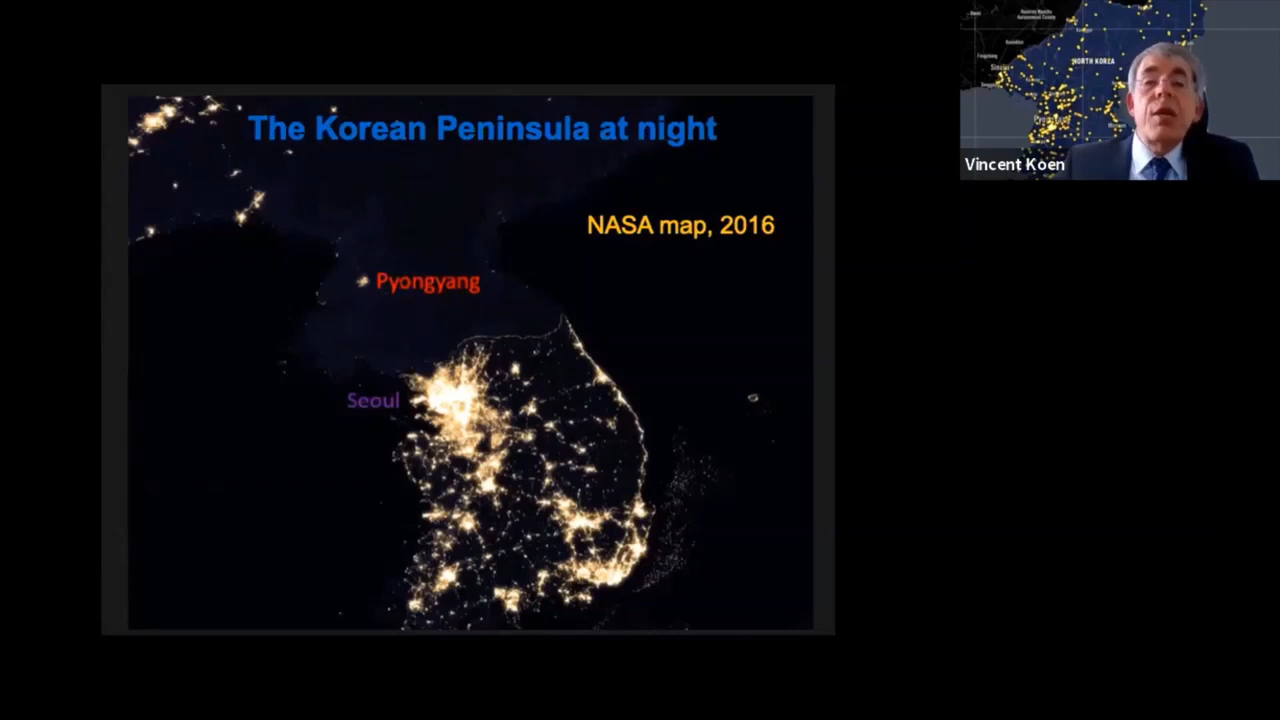 The Korean Peninsula at night
NASA map, 2016
Pyongyang
Seoul
NORTH KOREA
Vincent Koen